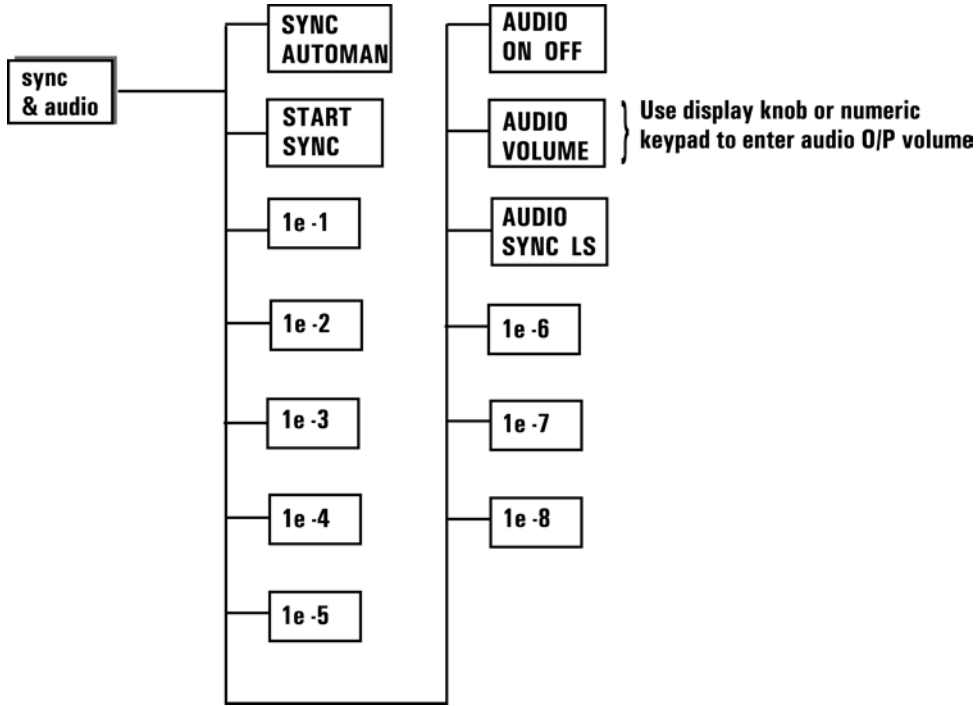 sync
& audio
SYNC
AUTOMAN
START
SYNC
1e -1
1e -2
1e -3
1e -4
1e -5
AUDIO
ON OFF
AUDIO
VOLUME
Use display knob or numeric
keypad to enter audio O/P volume
AUDIO
SYNC LS
1e -6
1e -7
1e -8